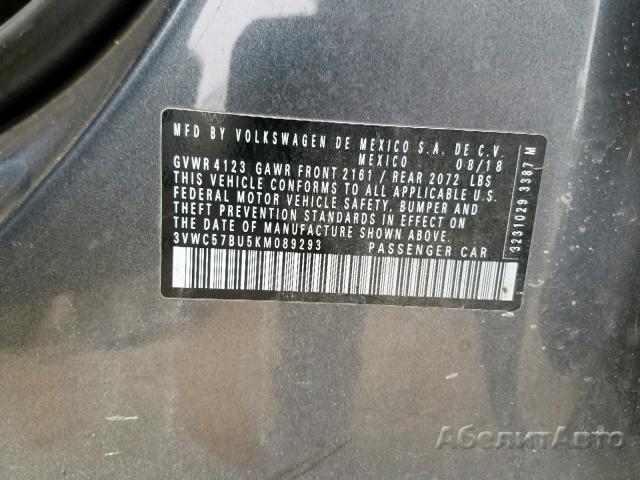 MFD. BY VOLKSWAGEN DE MEXICO S.A. DE C.V.
MEXICO 08/18
GVWR 4123 GAWR FRONT 2161 / REAR 2072 LBS
THIS VEHICLE CONFORMS TO ALL APPLICABLE U.S.
FEDERAL MOTOR VEHICLE SAFETY, BUMPER AND
THEFT PREVENTION STANDARDS IN EFFECT ON
THE DATE OF MANUFACTURE SHOWN ABOVE.
3VWC57BU5KM089293 PASSENGER CAR
3231029 3387 M
АбелитАвто